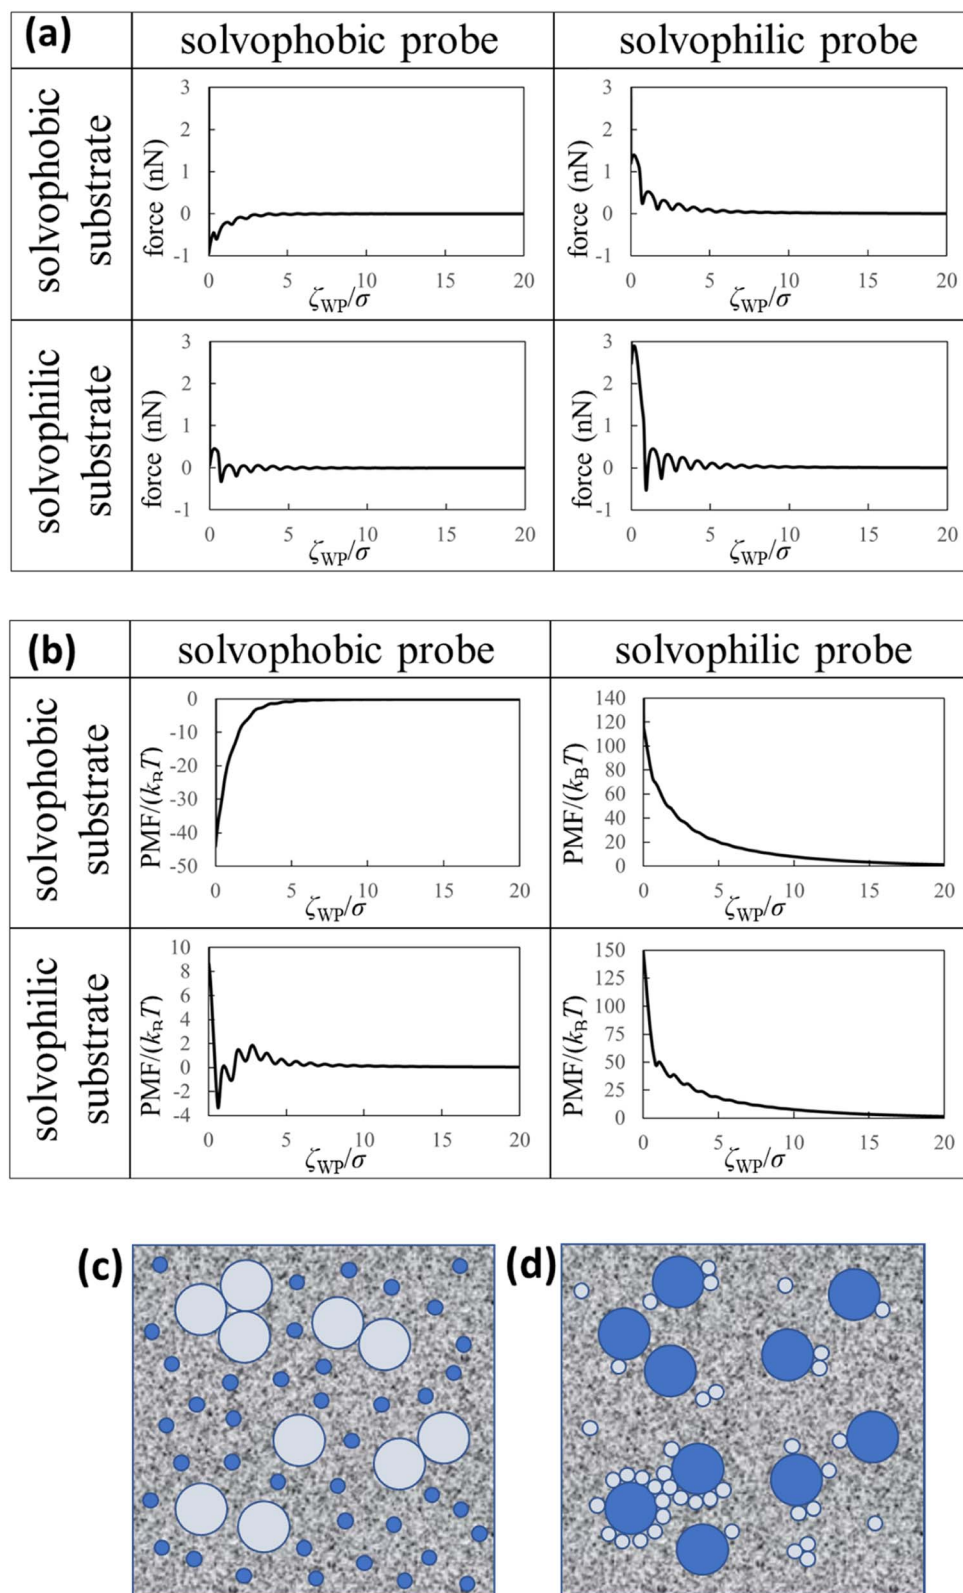 (a)
solvophobic probe
solvophilic probe
solvophobic
substrate
force (nN)
3
2
1
0
-1
0
5
10
15
20
ζWP/σ
force (nN)
3
2
1
0
-1
0
5
10
15
20
ζWP/σ
solvophilic
substrate
force (nN)
3
2
1
0
-1
0
5
10
15
20
ζWP/σ
force (nN)
3
2
1
0
-1
0
5
10
15
20
ζWP/σ
(b)
solvophobic probe
solvophilic probe
solvophobic
substrate
PMF/(kBT)
0
-10
-20
-30
-40
-50
0
5
10
15
20
ζWP/σ
PMF/(kBT)
140
120
100
80
60
40
20
0
0
5
10
15
20
ζWP/σ
solvophilic
substrate
PMF/(kBT)
10
8
6
4
2
0
-2
-4
0
5
10
15
20
ζWP/σ
PMF/(kBT)
150
125
100
75
50
25
0
0
5
10
15
20
ζWP/σ
(c)
(d)